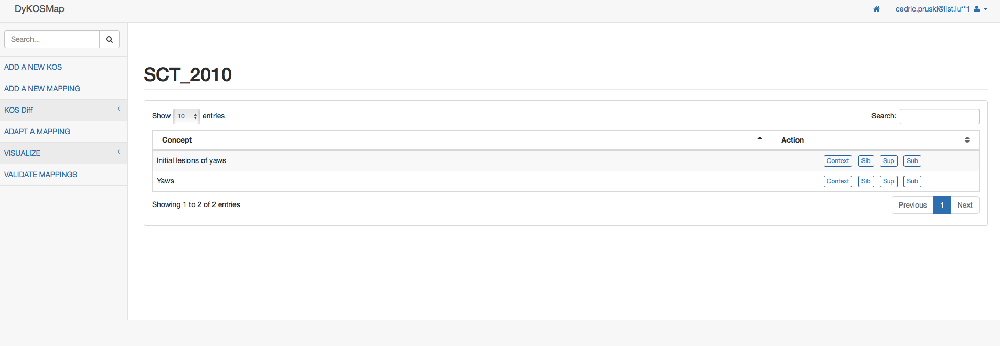 DyKOSMap
cedric.pruski@list.lu**1
Search...
ADD A NEW KOS
ADD A NEW MAPPING
KOS Diff
ADAPT A MAPPING
VISUALIZE
VALIDATE MAPPINGS
SCT_2010
Show 10 entries
Search:
Concept Action
Initial lesions of yaws Context Sib Sup Sub
Yaws Context Sib Sup Sub
Showing 1 to 2 of 2 entries
Previous 1 Next